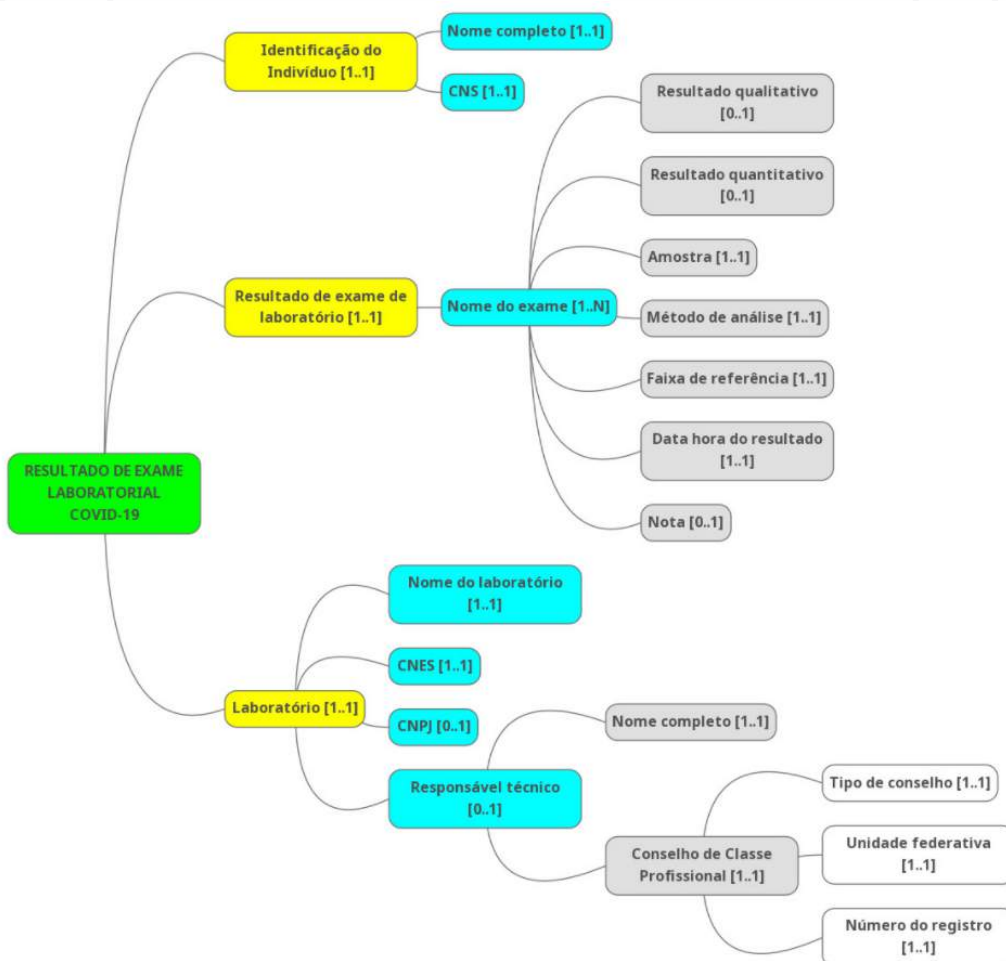 Identificação do
Indivíduo [1..1]
Nome completo [1..1]
CNS [1..1]
Resultado de exame de
laboratório [1..1]
Nome do exame [1..N]
Resultado qualitativo
[0..1]
Resultado quantitativo
[0..1]
Amostra [1..1]
Método de análise [1..1]
Faixa de referência [1..1]
Data hora do resultado
[1..1]
Nota [0..1]
RESULTADO DE EXAME
LABORATORIAL
COVID-19
Laboratório [1..1]
Nome do laboratório
[1..1]
CNES [1..1]
CNPJ [0..1]
Responsável técnico
[0..1]
Nome completo [1..1]
Conselho de Classe
Profissional [1..1]
Tipo de conselho [1..1]
Unidade federativa
[1..1]
Número do registro
[1..1]